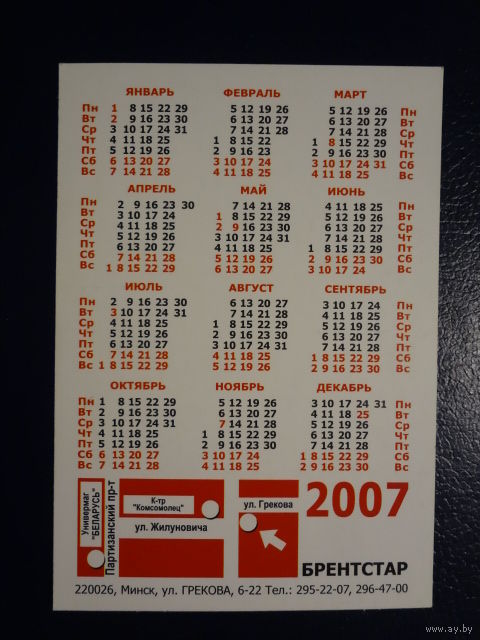 ЯНВАРЬ ФЕВРАЛЬ МАРТ
Пн 1 8 15 22 29 5 12 19 26 5 12 19 26 Пн
Вт 2 9 16 23 30 6 13 20 27 6 13 20 27 Вт
Ср 3 10 17 24 31 7 14 21 28 7 14 21 28 Ср
Чт 4 11 18 25 1 8 15 22 1 8 15 22 29 Чт
Пт 5 12 19 26 2 9 16 23 2 9 16 23 30 Пт
Сб 6 13 20 27 3 10 17 24 3 10 17 24 31 Сб
Вс 7 14 21 28 4 11 18 25 4 11 18 25 Вс
АПРЕЛЬ МАЙ ИЮНЬ
Пн 2 9 16 23 30 7 14 21 28 4 11 18 25 Пн
Вт 3 10 17 24 1 8 15 22 29 5 12 19 26 Вт
Ср 4 11 18 25 2 9 16 23 30 6 13 20 27 Ср
Чт 5 12 19 26 3 10 17 24 31 7 14 21 28 Чт
Пт 6 13 20 27 4 11 18 25 1 8 15 22 29 Пт
Сб 7 14 21 28 5 12 19 26 2 9 16 23 30 Сб
Вс 1 8 15 22 29 6 13 20 27 3 10 17 24 Вс
ИЮЛЬ АВГУСТ СЕНТЯБРЬ
Пн 2 9 16 23 30 6 13 20 27 3 10 17 24 Пн
Вт 3 10 17 24 31 7 14 21 28 4 11 18 25 Вт
Ср 4 11 18 25 1 8 15 22 29 5 12 19 26 Ср
Чт 5 12 19 26 2 9 16 23 30 6 13 20 27 Чт
Пт 6 13 20 27 3 10 17 24 31 7 14 21 28 Пт
Сб 7 14 21 28 4 11 18 25 1 8 15 22 29 Сб
Вс 1 8 15 22 29 5 12 19 26 2 9 16 23 30 Вс
ОКТЯБРЬ НОЯБРЬ ДЕКАБРЬ
Пн 1 8 15 22 29 5 12 19 26 3 10 17 24 31 Пн
Вт 2 9 16 23 30 6 13 20 27 4 11 18 25 Вт
Ср 3 10 17 24 31 7 14 21 28 5 12 19 26 Ср
Чт 4 11 18 25 1 8 15 22 29 6 13 20 27 Чт
Пт 5 12 19 26 2 9 16 23 30 7 14 21 28 Пт
Сб 6 13 20 27 3 10 17 24 1 8 15 22 29 Сб
Вс 7 14 21 28 4 11 18 25 2 9 16 23 30 Вс
Универмаг
"БЕЛАРУСЬ"
Партизанский пр-т
К-тр
"Комсомолец"
ул. Жилуновича
ул. Грекова
2007
БРЕНТСТАР
220026, Минск, ул. ГРЕКОВА, 6-22 Тел.: 295-22-07, 296-47-00
www.ay.by